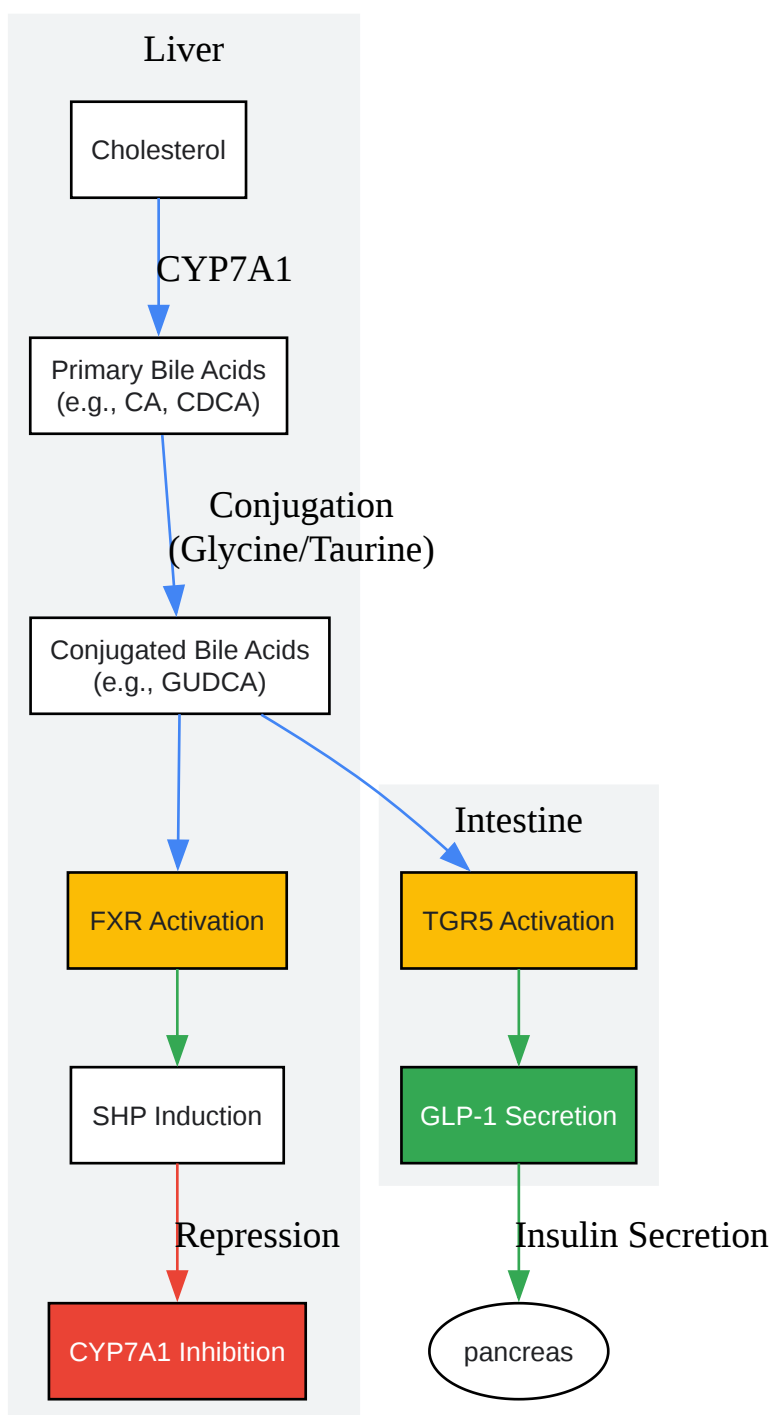 Liver
Cholesterol
CYP7A1
Primary Bile Acids
(e.g., CA, CDCA)
Conjugation
(Glycine/Taurine)
Conjugated Bile Acids
(e.g., GUDCA)
Intestine
FXR Activation
TGR5 Activation
SHP Induction
GLP-1 Secretion
Repression
Insulin Secretion
CYP7A1 Inhibition
pancreas